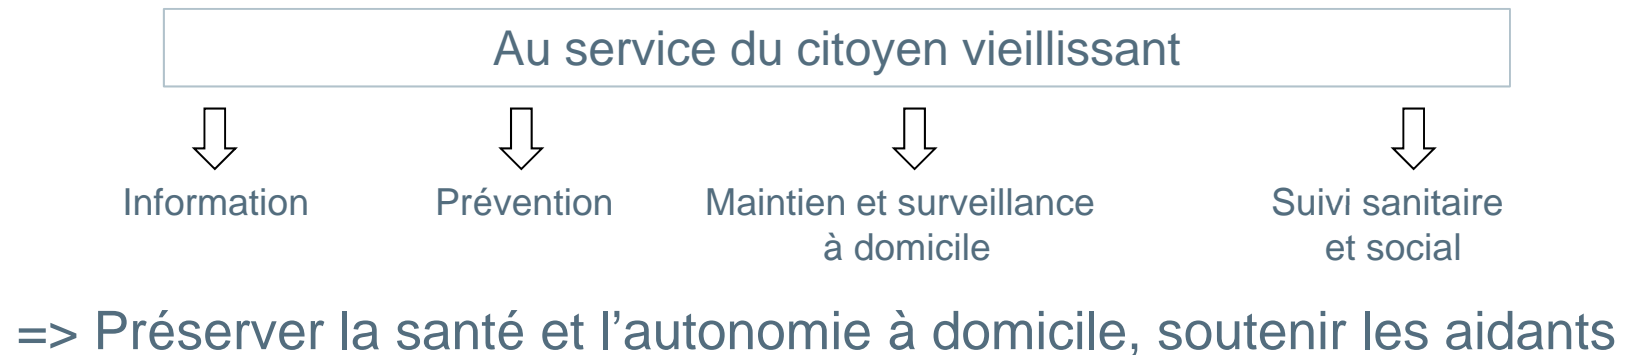 Au service du citoyen vieillissant
Information
Prévention
Maintien et surveillance
à domicile
Suivi sanitaire
et social
=> Préserver la santé et l’autonomie à domicile, soutenir les aidants